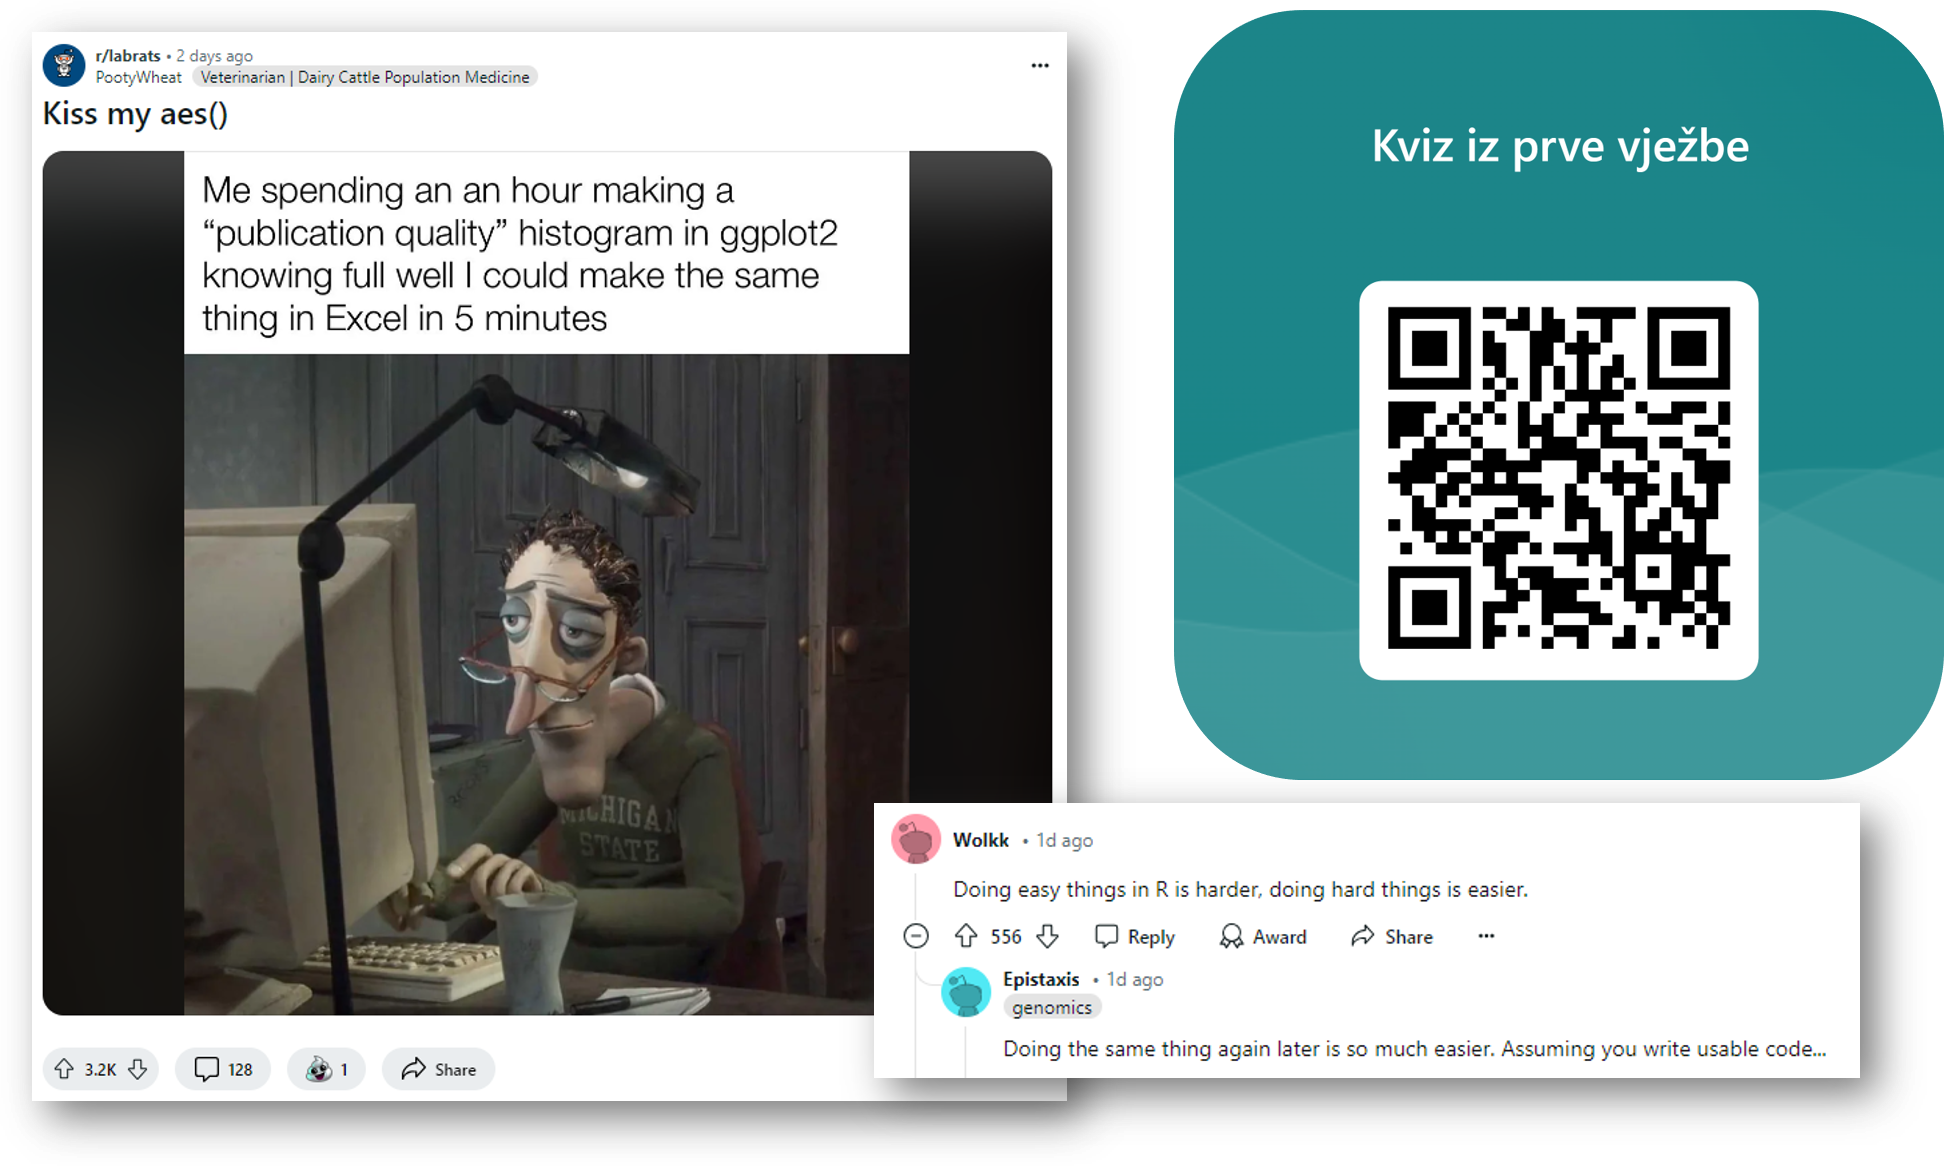 r/labrats • 2 days ago
PootyWheat Veterinarian | Dairy Cattle Population Medicine
Kiss my aes()
Me spending an an hour making a
“publication quality” histogram in ggplot2
knowing full well I could make the same
thing in Excel in 5 minutes
MICHIGAN
STATE
3.2K 128 1 Share
Kviz iz prve vježbe
Wolkk • 1d ago
Doing easy things in R is harder, doing hard things is easier.
556 Reply Award Share
Epistaxis • 1d ago
genomics
Doing the same thing again later is so much easier. Assuming you write usable code...